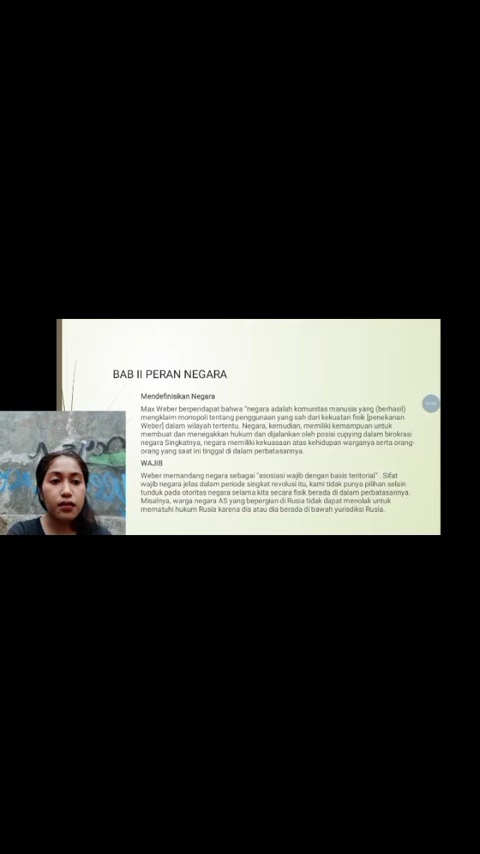 BAB II PERAN NEGARA
Mendefinisikan Negara
Max Weber berpendapat bahwa "negara adalah komunitas manusia yang (berhasil)
mengklaim monopoli tentang penggunaan yang sah dari kekuatan fisik [penekanan
Weber] dalam wilayah tertentu. Negara, kemudian, memiliki kemampuan untuk
membuat dan menegakkan hukum dan dijalankan oleh posisi cupying dalam birokrasi
negara Singkatnya, negara memiliki kekuasaan atas kehidupan warganya serta orang-
orang yang saat ini tinggal di dalam perbatasannya.
WAJIB
Weber memandang negara sebagai "asosiasi wajib dengan basis teritorial" . Sifat
wajib negara jelas dalam periode singkat revolusi itu, kami tidak punya pilihan selain
tunduk pada otoritas negara selama kita secara fisik berada di dalam perbatasannya.
Misalnya, warga negara AS yang bepergian di Rusia tidak dapat menolak untuk
mematuhi hukum Rusia karena dia atau dia berada di bawah yurisdiksi Rusia.